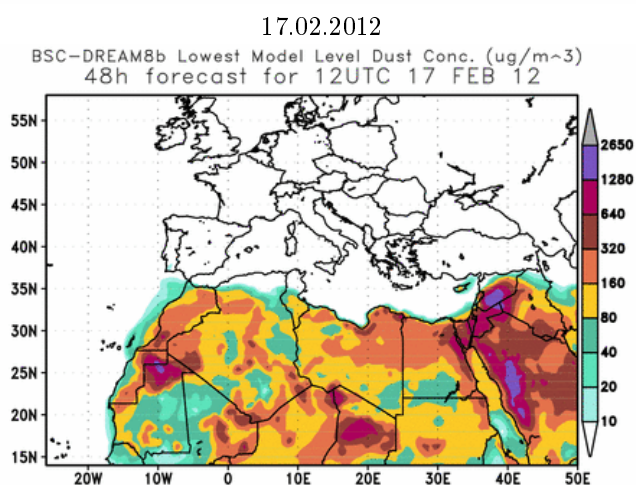 17.02.2012
BSC-DREAM8b Lowest Model Level Dust Conc. (ug/m^3)
48h forecast for 12UTC 17 FEB 12
55N
50N
45N
40N
35N
30N
25N
20N
15N
20W
10W
0
10E
20E
30E
40E
50E
2650
1280
640
320
160
80
40
20
10